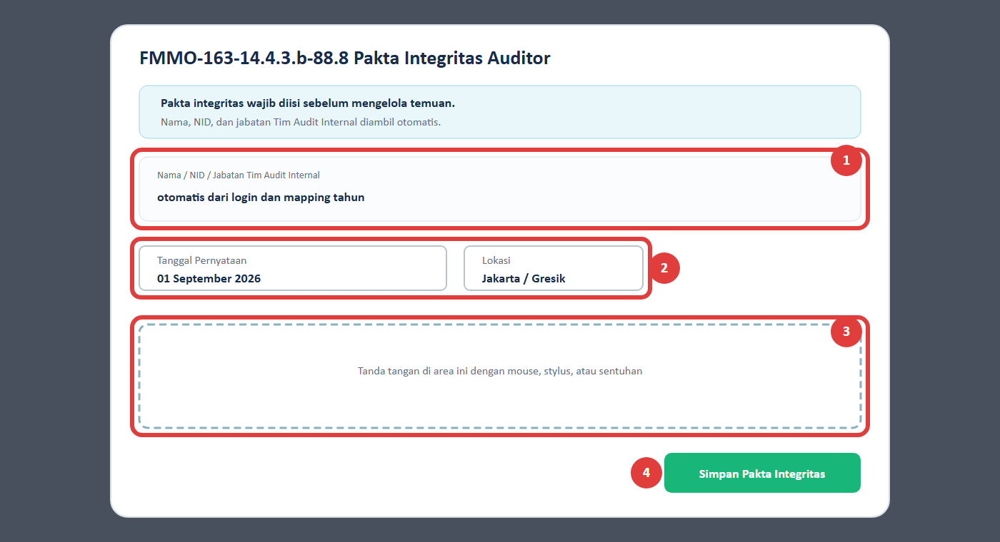 FMMO-163-14.4.3.b-88.8 Pakta Integritas Auditor
Pakta integritas wajib diisi sebelum mengelola temuan.
Nama, NID, dan jabatan Tim Audit Internal diambil otomatis.
1
Nama / NID / Jabatan Tim Audit Internal
otomatis dari login dan mapping tahun
Tanggal Pernyataan
01 September 2026
Lokasi
Jakarta / Gresik
2
3
Tanda tangan di area ini dengan mouse, stylus, atau sentuhan
4
Simpan Pakta Integritas